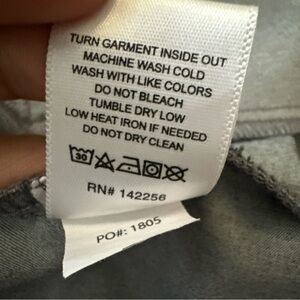 TURN GARMENT INSIDE OUT
MACHINE WASH COLD
WASH WITH LIKE COLORS
DO NOT BLEACH
TUMBLE DRY LOW
LOW HEAT IRON IF NEEDED
DO NOT DRY CLEAN
30
RN# 142256
PO#: 1805